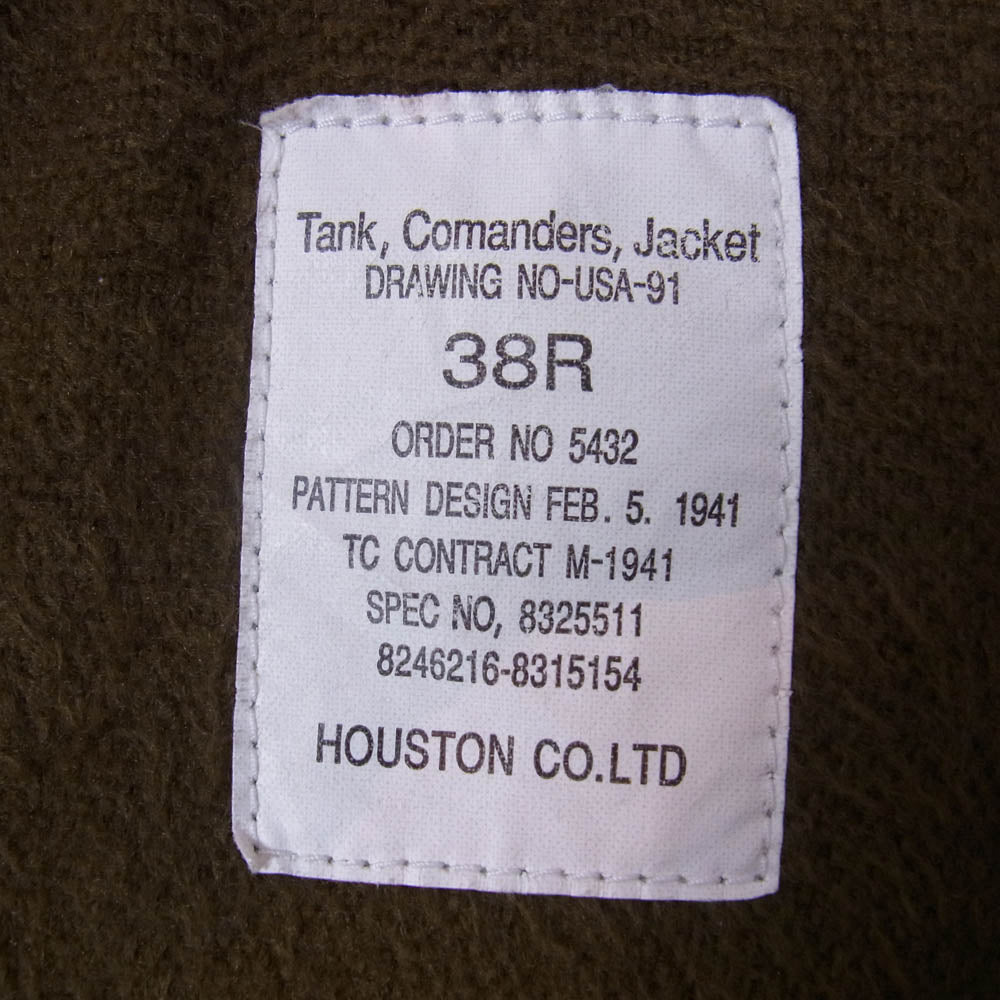 Tank, Comanders, Jacket
DRAWING NO-USA-91
38R
ORDER NO 5432
PATTERN DESIGN FEB. 5. 1941
TC CONTRACT M-1941
SPEC NO, 8325511
8246216-8315154
HOUSTON CO.LTD